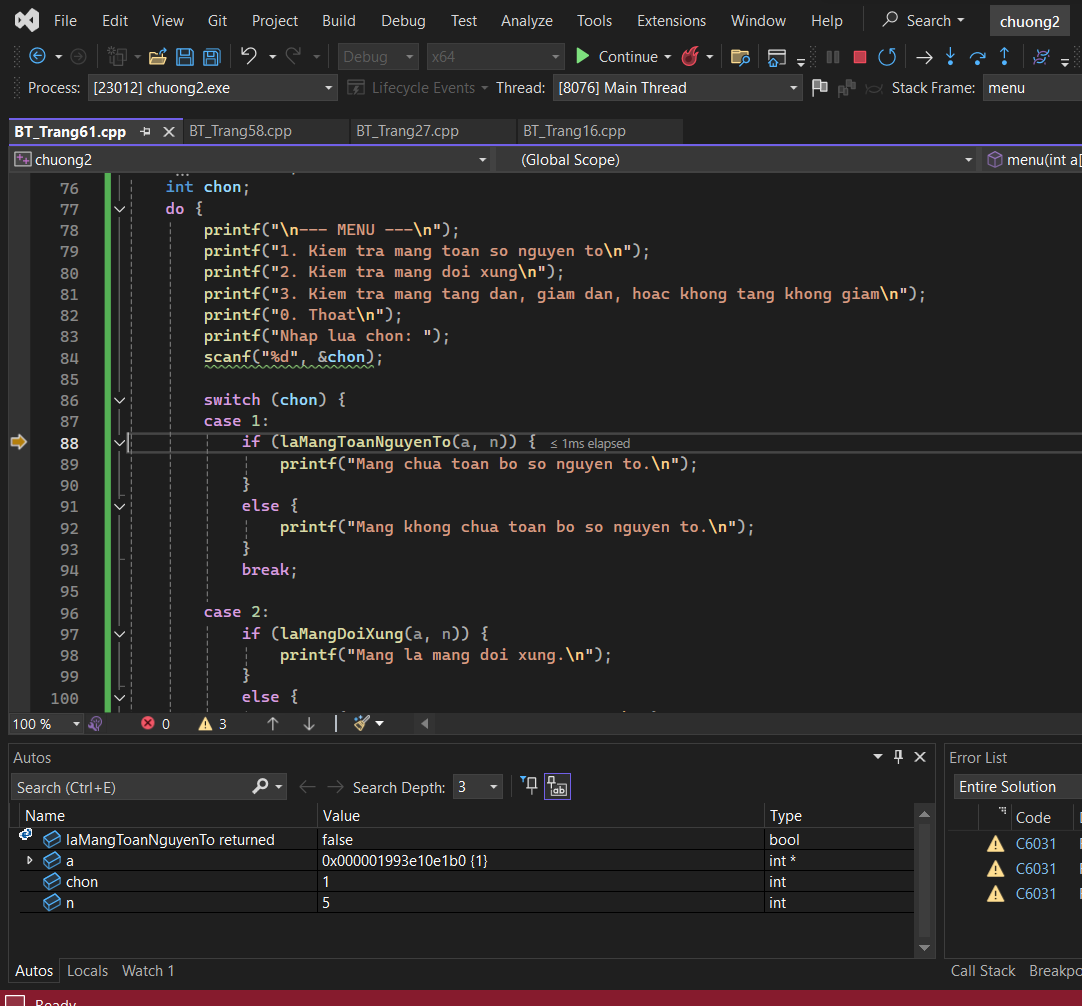 File Edit View Git Project Build Debug Test Analyze Tools Extensions Window Help Search chuong2
Debug x64 Continue
Process: [23012] chuong2.exe Lifecycle Events Thread: [8076] Main Thread Stack Frame: menu
BT_Trang61.cpp BT_Trang58.cpp BT_Trang27.cpp BT_Trang16.cpp
chuong2 (Global Scope) menu(int a[
76 int chon;
77 do {
78 printf("\n--- MENU ---\n");
79 printf("1. Kiem tra mang toan so nguyen to\n");
80 printf("2. Kiem tra mang doi xung\n");
81 printf("3. Kiem tra mang tang dan, giam dan, hoac khong tang khong giam\n");
82 printf("0. Thoat\n");
83 printf("Nhap lua chon: ");
84 scanf("%d", &chon);
85
86 switch (chon) {
87 case 1:
88 if (laMangToanNguyenTo(a, n)) { ≤ 1ms elapsed
89 printf("Mang chua toan bo so nguyen to.\n");
90 }
91 else {
92 printf("Mang khong chua toan bo so nguyen to.\n");
93 }
94 break;
95
96 case 2:
97 if (laMangDoiXung(a, n)) {
98 printf("Mang la mang doi xung.\n");
99 }
100 else {
100 % 0 3
Autos
Search (Ctrl+E) Search Depth: 3
Name Value Type
laMangToanNguyenTo returned false bool
a 0x000001993e10e1b0 {1} int *
chon 1 int
n 5 int
Autos Locals Watch 1
Error List
Entire Solution
Code
C6031
C6031
C6031
Call Stack Breakpo
Ready